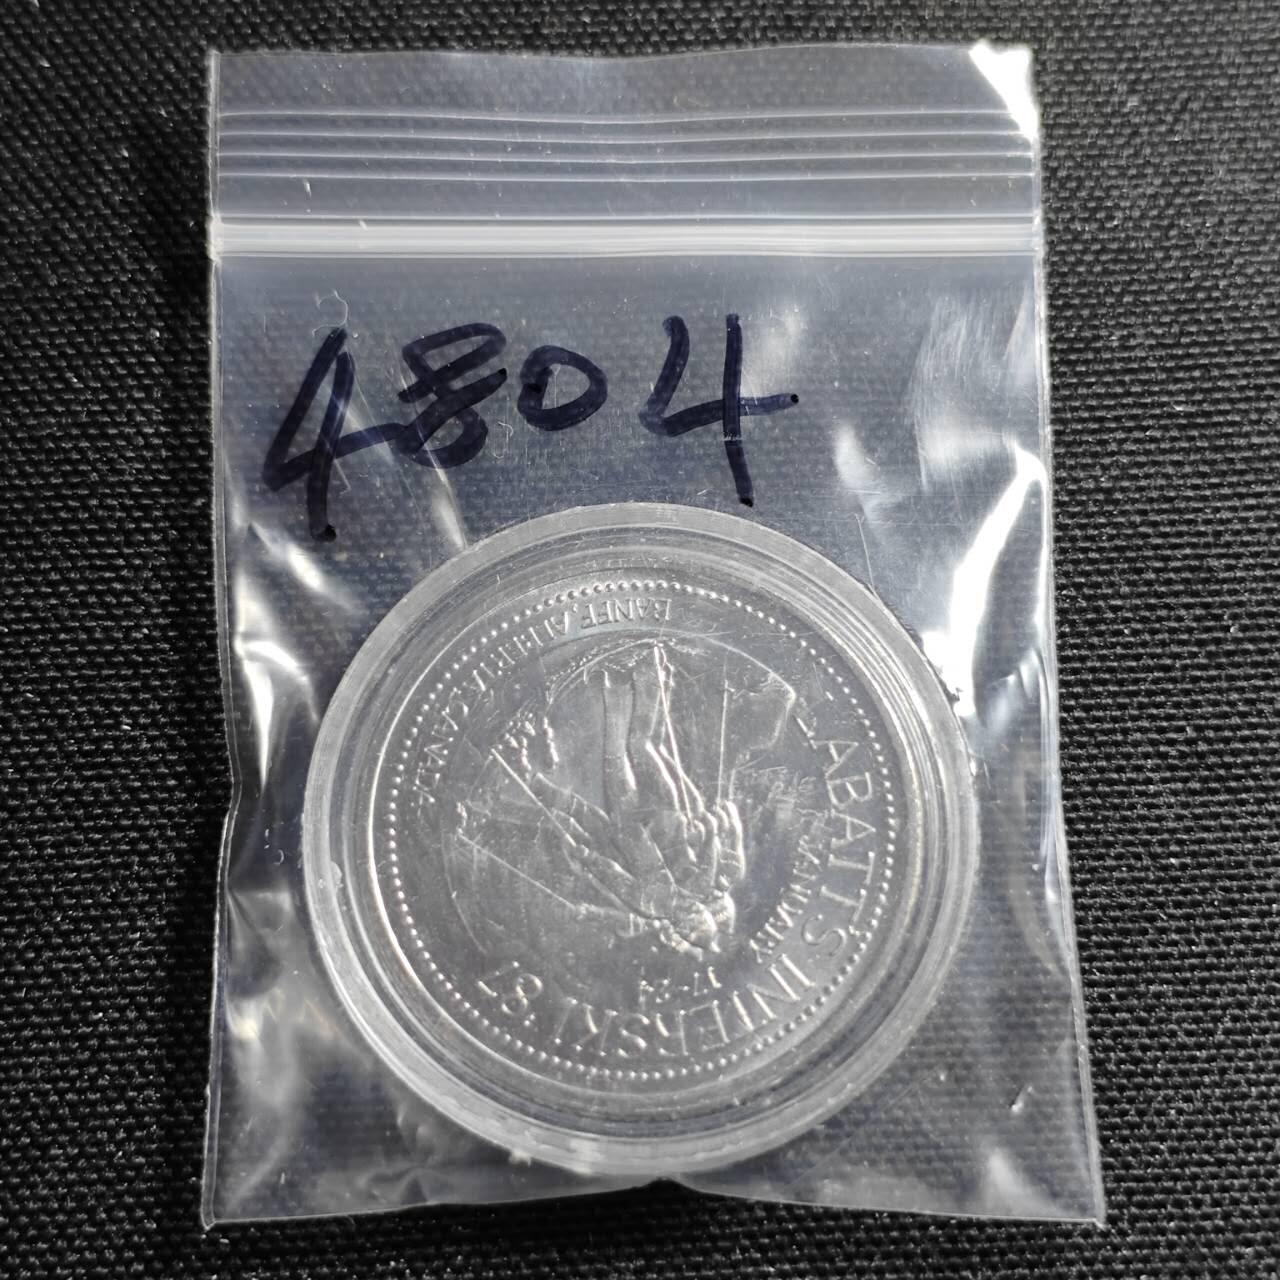 4804
LABATT'S INTERSKI '87
JANUARY 17-24
BANFF, ALBERTA, CANADA